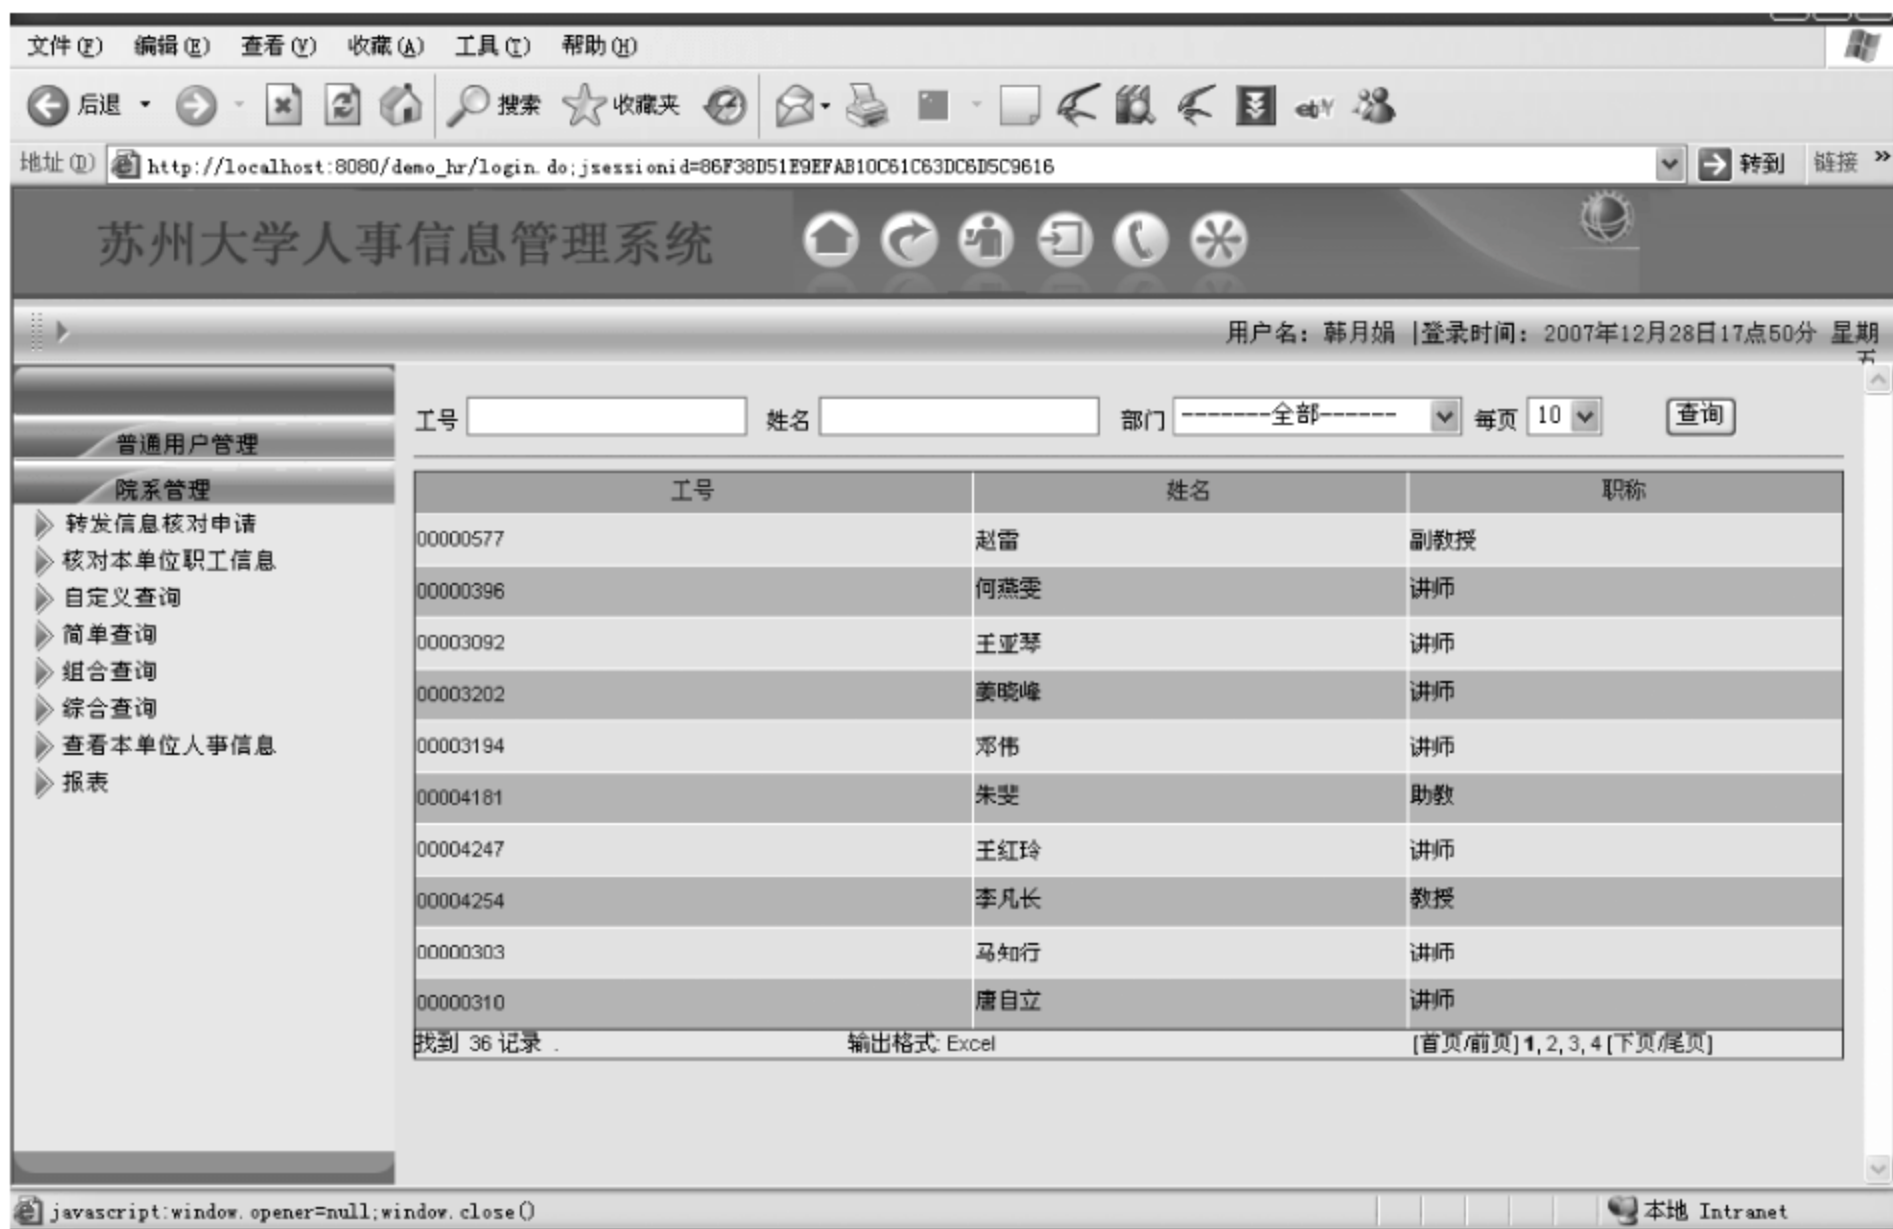 文件(F) 编辑(E) 查看(V) 收藏(A) 工具(T) 帮助(H)
后退 搜索 收藏夹
地址(D) http://localhost:8080/demo_hr/login.do;jsessionid=86F38D51E9EFAB10C61C63DC6D5C9616 转到 链接 »
苏州大学人事信息管理系统
用户名：韩月娟 |登录时间：2007年12月28日17点50分 星期
五
工号 姓名 部门 -------全部------ 每页 10 查询
普通用户管理
院系管理
转发信息核对申请
核对本单位职工信息
自定义查询
简单查询
组合查询
综合查询
查看本单位人事信息
报表
工号 姓名 职称
00000577 赵雷 副教授
00000396 何燕雯 讲师
00003092 王亚琴 讲师
00003202 姜晓峰 讲师
00003194 邓伟 讲师
00004181 朱斐 助教
00004247 王红玲 讲师
00004254 李凡长 教授
00000303 马知行 讲师
00000310 唐自立 讲师
找到 36 记录 . 输出格式: Excel [首页/前页] 1, 2, 3, 4 [下页/尾页]
javascript:window.opener=null;window.close() 本地 Intranet